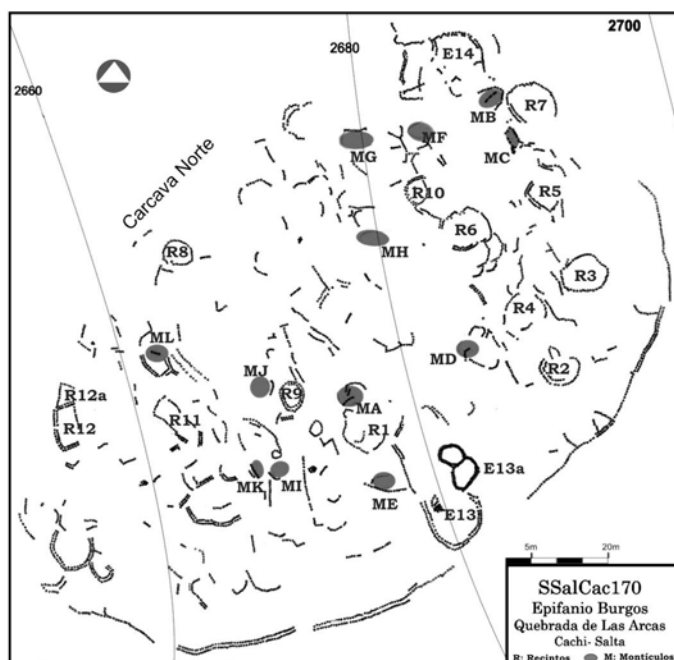 2700
2680
2660
E14
R7
MB
MF
MG
MC
Carcava Norte
R5
R10
R6
R8
MH
R3
R4
ML
MD
MJ
R2
R12a
R9
MA
R11
R12
R1
E13a
MK
MI
ME
E13
5m 20m
SSalCac170
Epifanio Burgos
Quebrada de Las Arcas
Cachi- Salta
R: Recintos M: Montículos